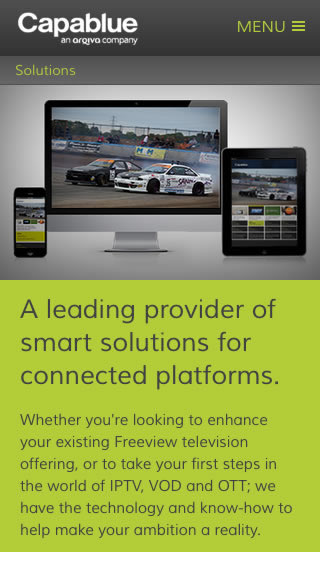 Capablue
an arqiva company
MENU
Solutions
A leading provider of
smart solutions for
connected platforms.
Whether you're looking to enhance
your existing Freeview television
offering, or to take your first steps in
the world of IPTV, VOD and OTT; we
have the technology and know-how to
help make your ambition a reality.